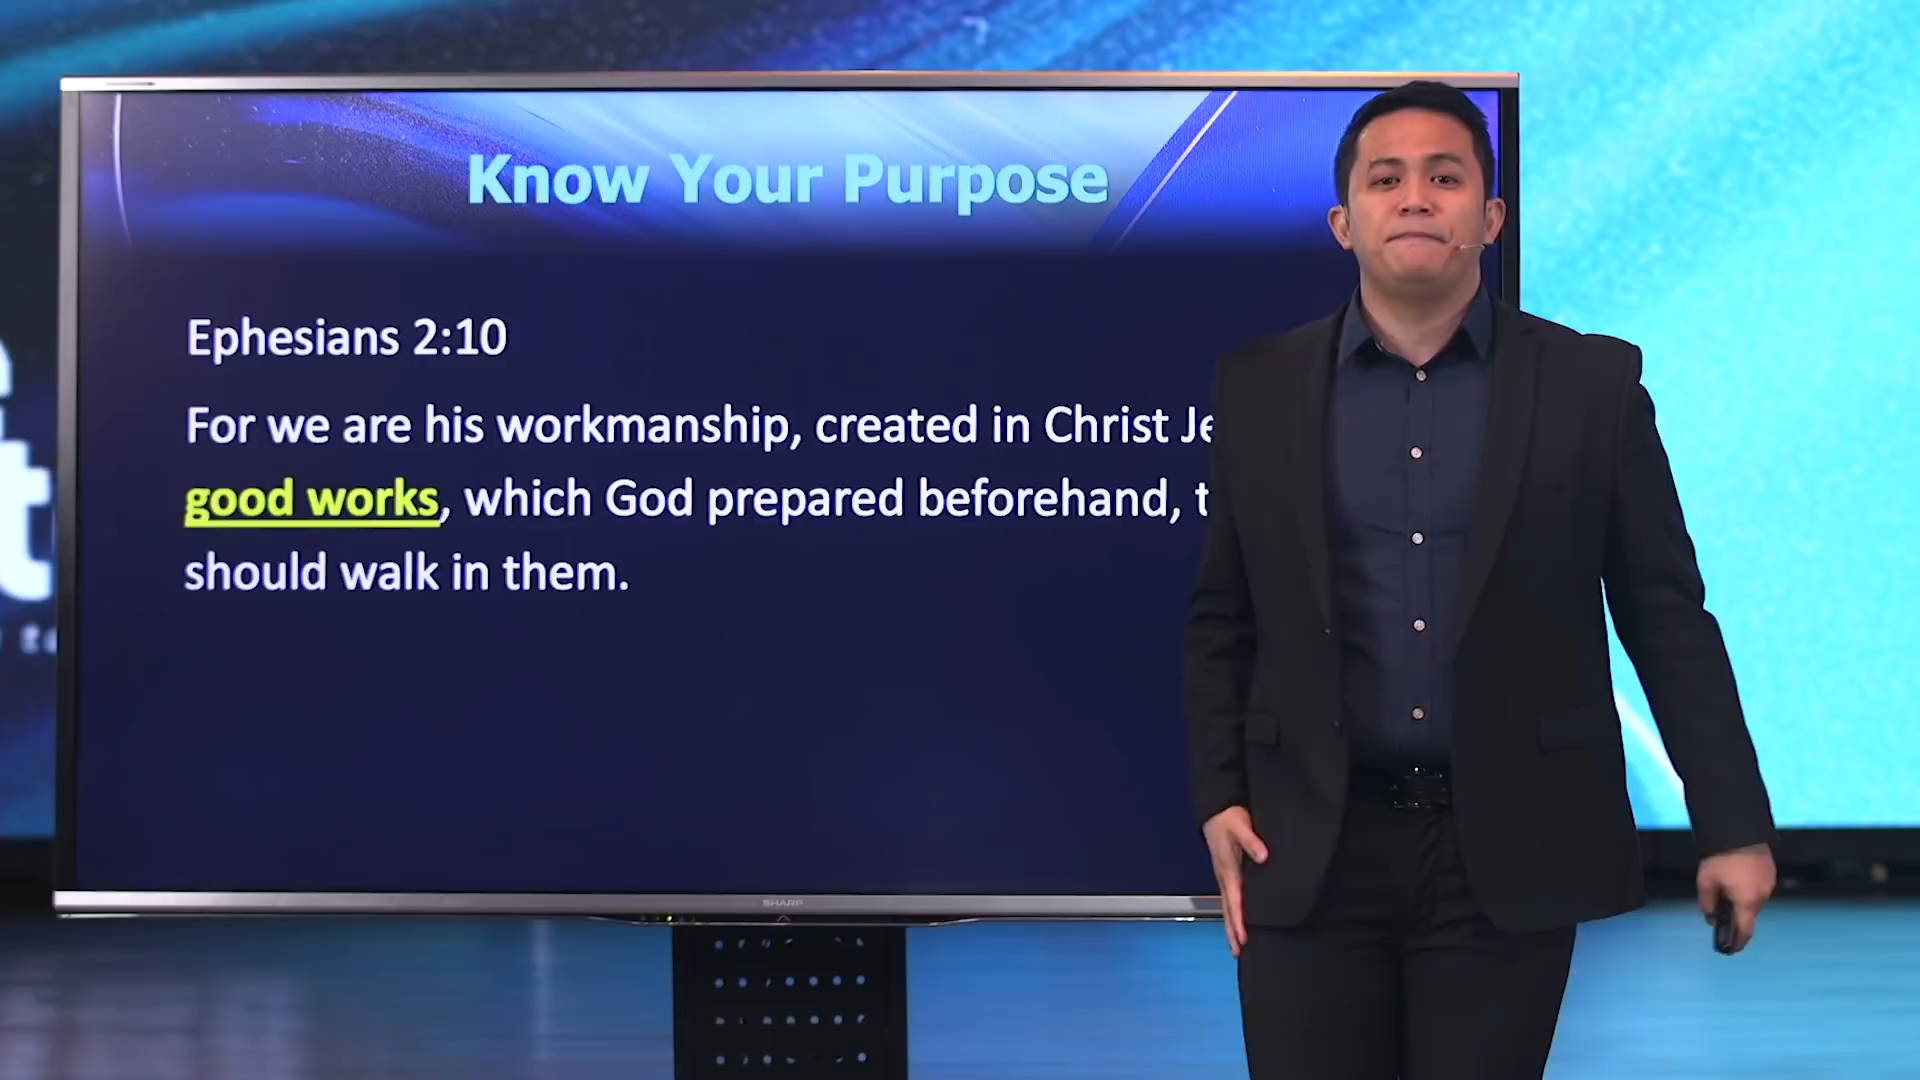 Know Your Purpose
Ephesians 2:10
For we are his workmanship, created in Christ Je
good works, which God prepared beforehand, t
should walk in them.
SHARP